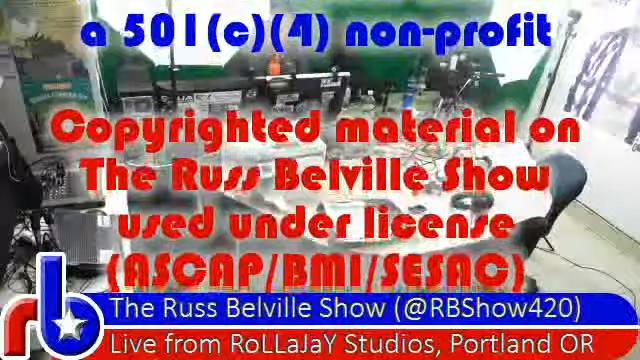 a 501(c)(4) non-profit
Copyrighted material on
The Russ Belville Show
used under license
(ASCAP/BMI/SESAC)
rb
The Russ Belville Show (@RBShow420)
Live from RoLLaJaY Studios, Portland OR